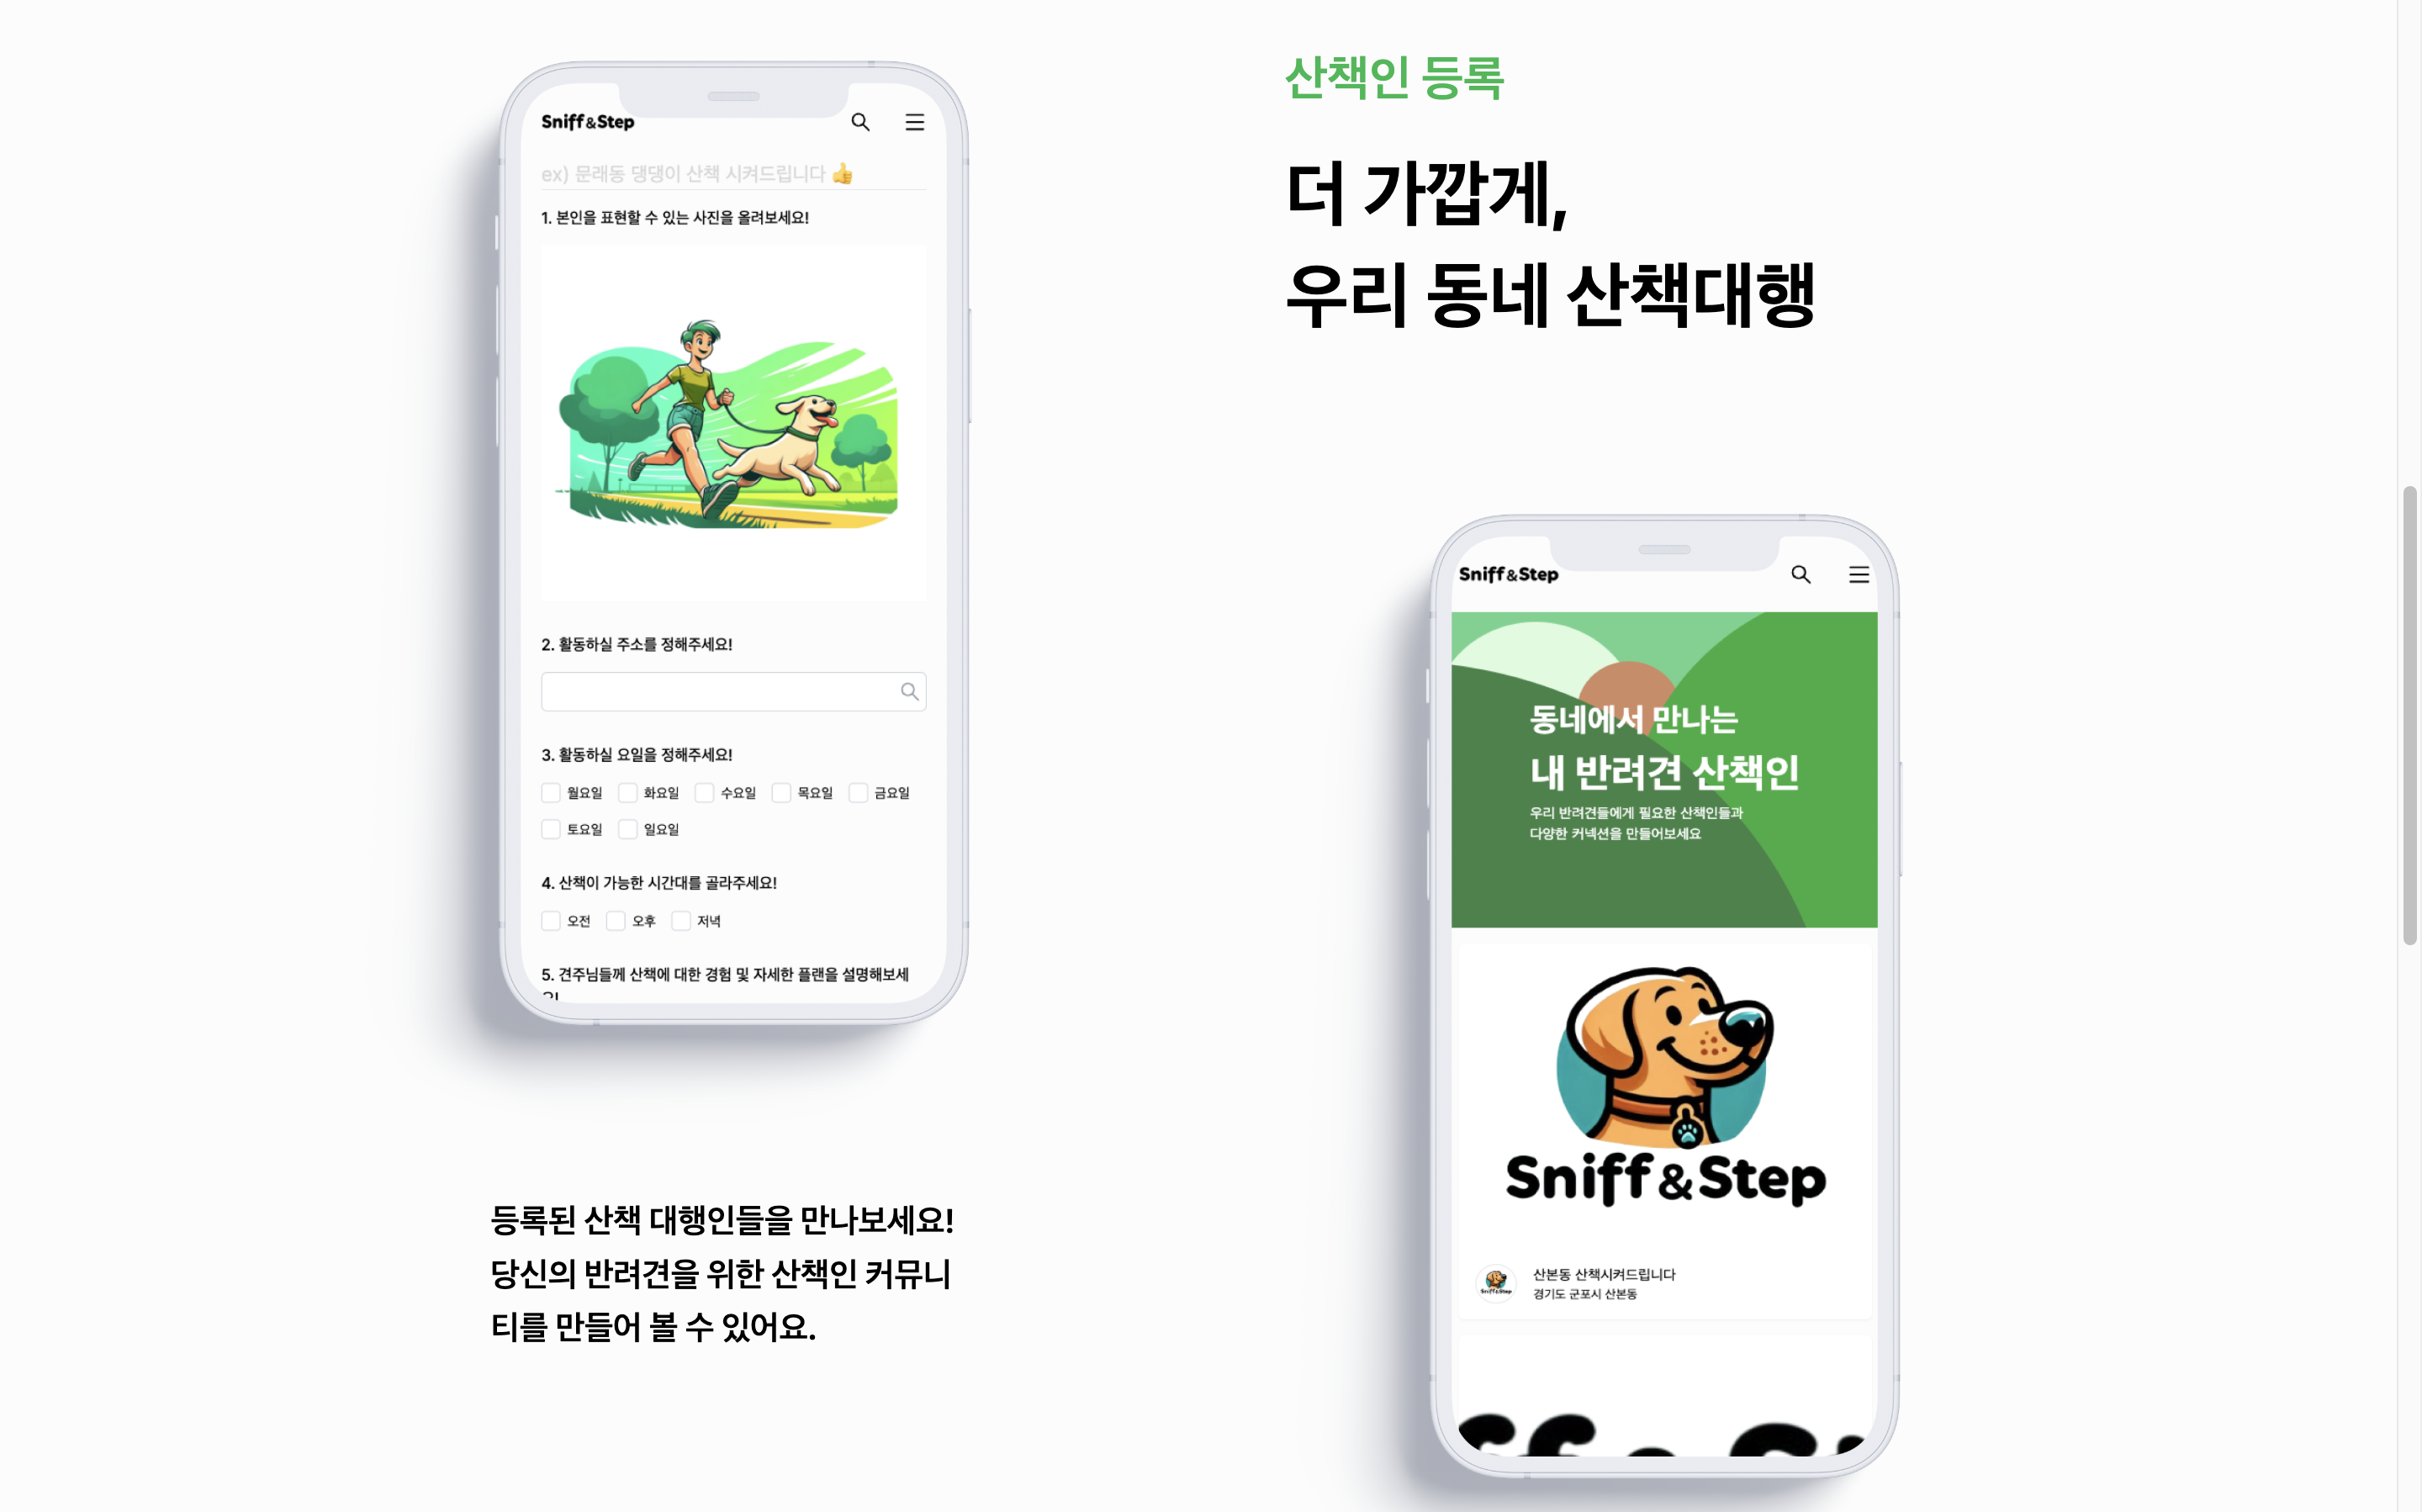 Sniff&Step
ex) 문래동 댕댕이 산책 시켜드립니다 👍
1. 본인을 표현할 수 있는 사진을 올려보세요!
2. 활동하실 주소를 정해주세요!
3. 활동하실 요일을 정해주세요!
월요일 화요일 수요일 목요일 금요일
토요일 일요일
4. 산책이 가능한 시간대를 골라주세요!
오전 오후 저녁
5. 견주님들께 산책에 대한 경험 및 자세한 플랜을 설명해보세
산책인 등록
더 가깝게,
우리 동네 산책대행
등록된 산책 대행인들을 만나보세요!
당신의 반려견을 위한 산책인 커뮤니
티를 만들어 볼 수 있어요.
Sniff&Step
동네에서 만나는
내 반려견 산책인
우리 반려견들에게 필요한 산책인들과
다양한 커넥션을 만들어보세요
Sniff&Step
산본동 산책시켜드립니다
경기도 군포시 산본동